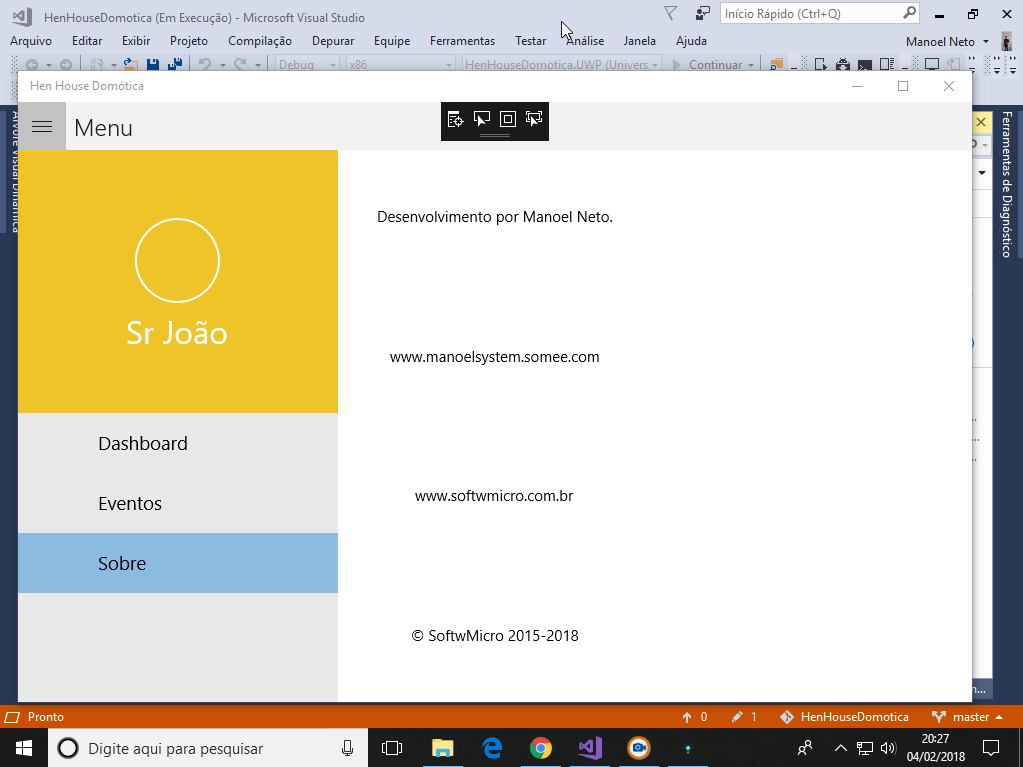 HenHouseDomotica (Em Execução) - Microsoft Visual Studio
Início Rápido (Ctrl+Q)
Arquivo Editar Exibir Projeto Compilação Depurar Equipe Ferramentas Testar Análise Janela Ajuda
Manoel Neto
Debug x86 HenHouseDomotica.UWP (Univers Continuar
Hen House Domótica
Menu
Ferramentas de Diagnóstico
Desenvolvimento por Manoel Neto.
Sr João
www.manoelsystem.somee.com
Dashboard
Eventos
www.softwmicro.com.br
Sobre
© SoftwMicro 2015-2018
Pronto
0 1 HenHouseDomotica master
Digite aqui para pesquisar
20:27
04/02/2018